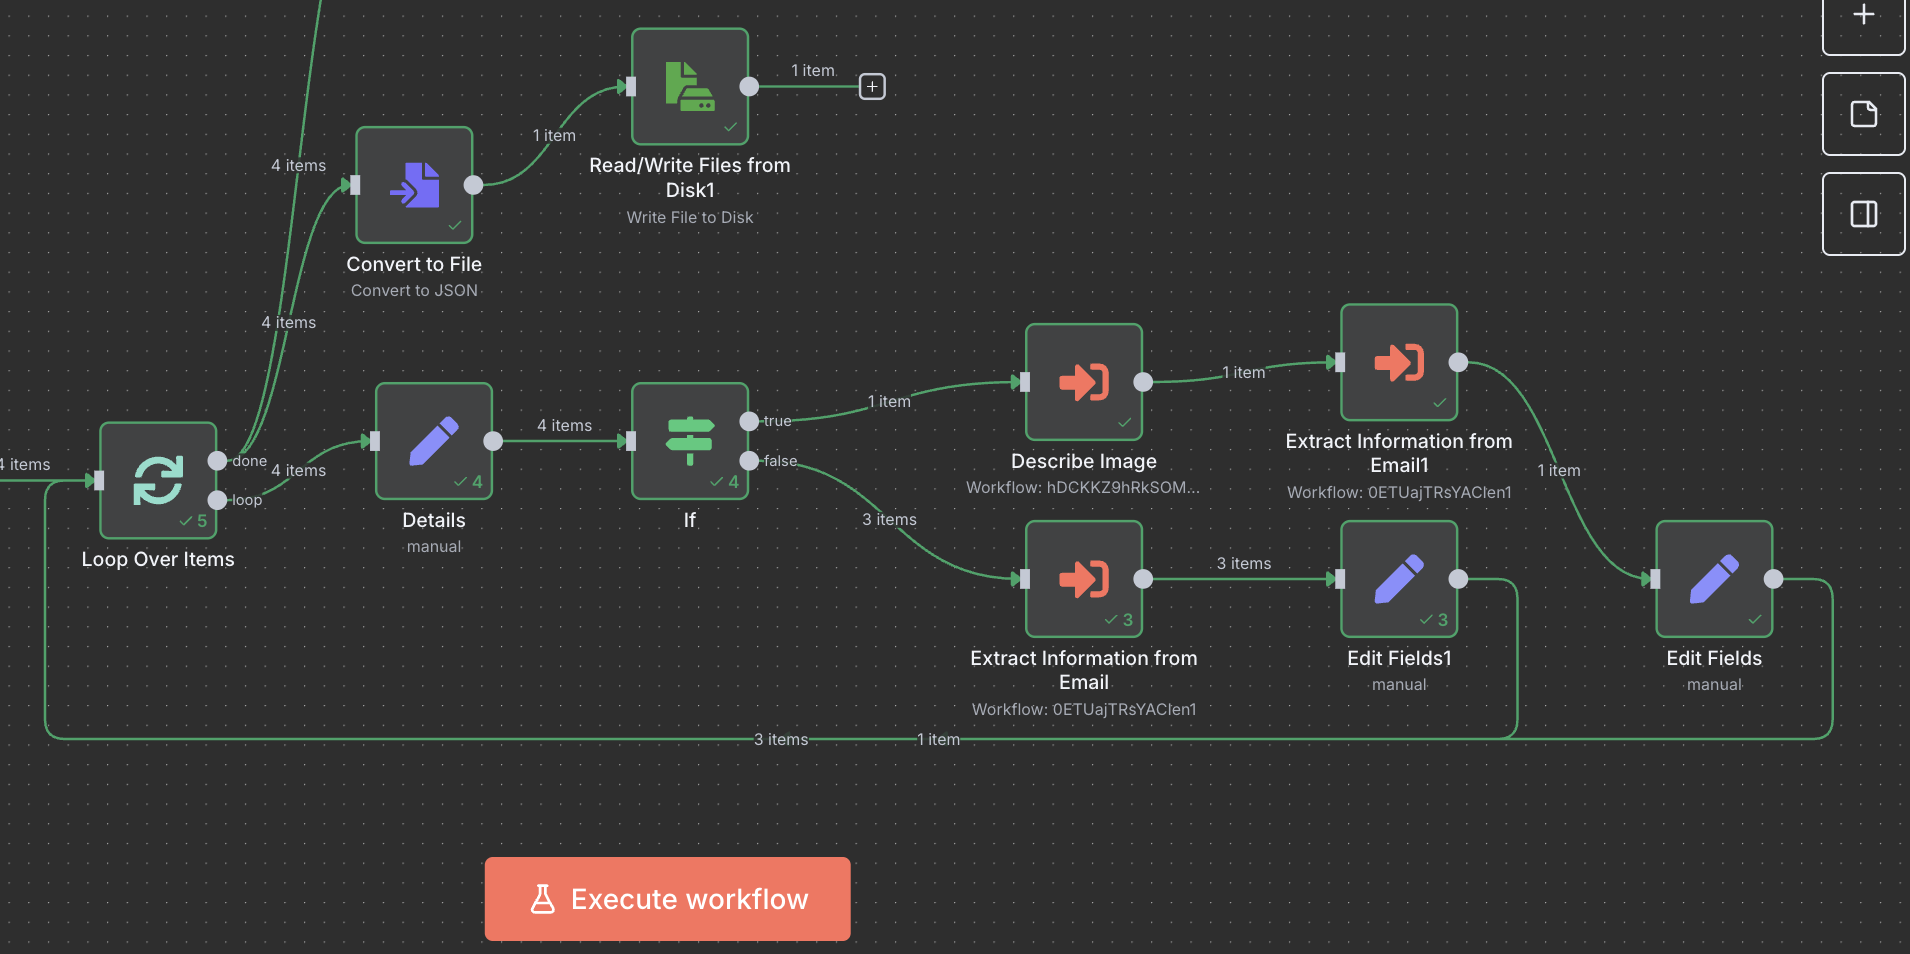 1 item
4 items
1 item
Read/Write Files from
Disk1
Write File to Disk
Convert to File
Convert to JSON
4 items
4 items
done
4 items
loop
5
Loop Over Items
4 items
4
Details
manual
true
false
4
If
1 item
Describe Image
Workflow: hDCKKZ9hRkSOM...
1 item
Extract Information from
Email1
Workflow: 0ETUajTRsYACIen1
1 item
3 items
3
Extract Information from
Email
Workflow: 0ETUajTRsYACIen1
3 items
3
Edit Fields1
manual
Edit Fields
manual
3 items
1 item
Execute workflow